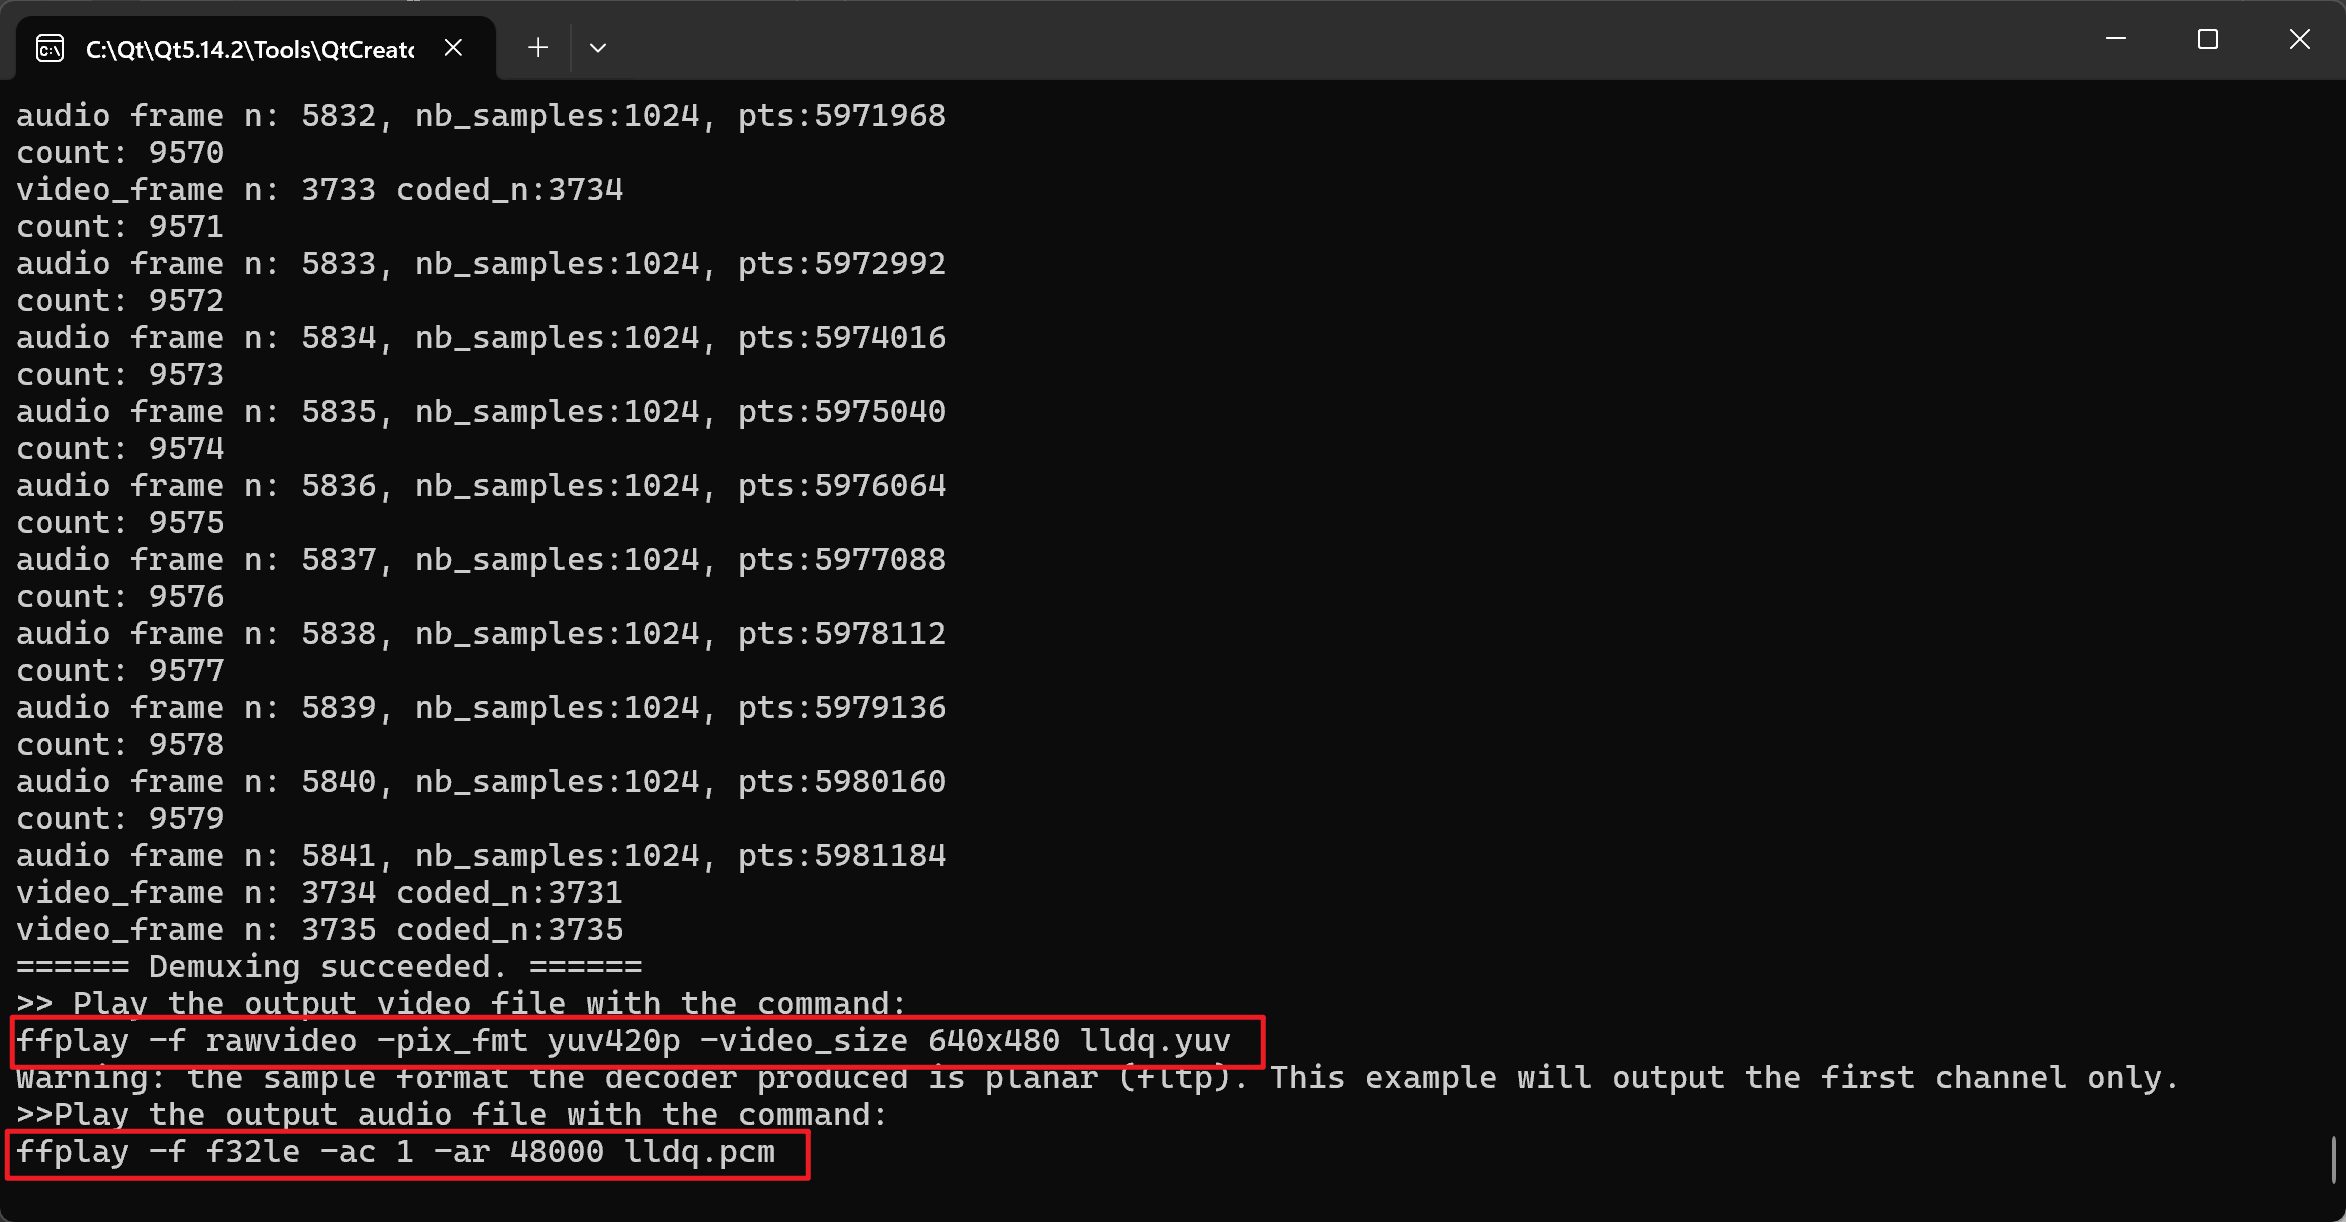 C:\Qt\Qt5.14.2\Tools\QtCreato
audio frame n: 5832, nb_samples:1024, pts:5971968
count: 9570
video_frame n: 3733 coded_n:3734
count: 9571
audio frame n: 5833, nb_samples:1024, pts:5972992
count: 9572
audio frame n: 5834, nb_samples:1024, pts:5974016
count: 9573
audio frame n: 5835, nb_samples:1024, pts:5975040
count: 9574
audio frame n: 5836, nb_samples:1024, pts:5976064
count: 9575
audio frame n: 5837, nb_samples:1024, pts:5977088
count: 9576
audio frame n: 5838, nb_samples:1024, pts:5978112
count: 9577
audio frame n: 5839, nb_samples:1024, pts:5979136
count: 9578
audio frame n: 5840, nb_samples:1024, pts:5980160
count: 9579
audio frame n: 5841, nb_samples:1024, pts:5981184
video_frame n: 3734 coded_n:3731
video_frame n: 3735 coded_n:3735
====== Demuxing succeeded. ======
>> Play the output video file with the command:
ffplay -f rawvideo -pix_fmt yuv420p -video_size 640x480 lldq.yuv
Warning: the sample format the decoder produced is planar (fltp). This example will output the first channel only.
>>Play the output audio file with the command:
ffplay -f f32le -ac 1 -ar 48000 lldq.pcm